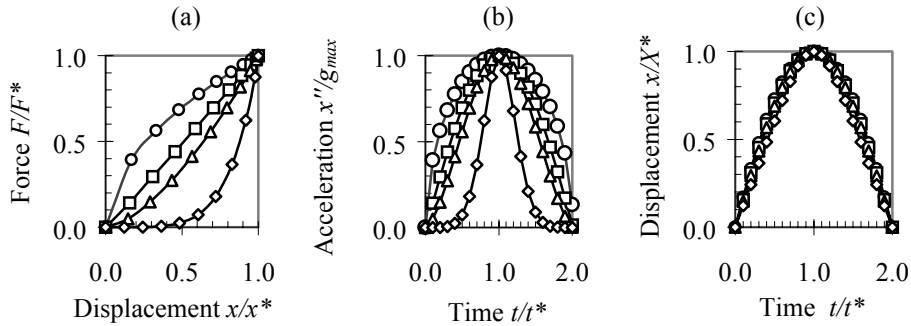 (a)
Force F/F*
1.0
0.5
0.0
0.0 0.5 1.0
Displacement x/x*
(b)
Acceleration x''/gmax
1.0
0.5
0.0
0.0 1.0 2.0
Time t/t*
(c)
Displacement x/X*
1.0
0.5
0.0
0.0 1.0 2.0
Time t/t*